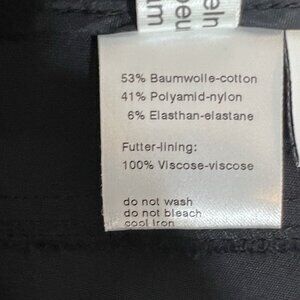 53% Baumwolle-cotton
41% Polyamid-nylon
6% Elasthan-elastane
Futter-lining:
100% Viscose-viscose
do not wash
do not bleach
cool iron